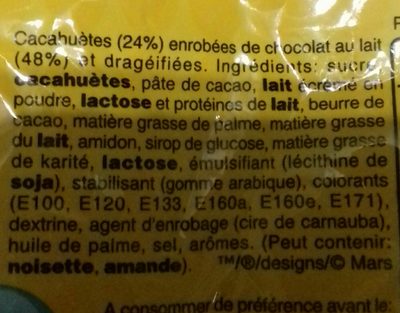 Cacahuètes (24%) enrobées de chocolat au lait
(48%) et dragéifiées. Ingrédients: sucre,
cacahuètes, pâte de cacao, lait écrémé en
poudre, lactose et protéines de lait, beurre de
cacao, matière grasse de palme, matière grasse
du lait, amidon, sirop de glucose, matière grasse
de karité, lactose, émulsifiant (lécithine de
soja), stabilisant (gomme arabique), colorants
(E100, E120, E133, E160a, E160e, E171),
dextrine, agent d'enrobage (cire de carnauba),
huile de palme, sel, arômes. (Peut contenir:
noisette, amande). ™/®/designs/© Mars
A consommer de préférence avant le: